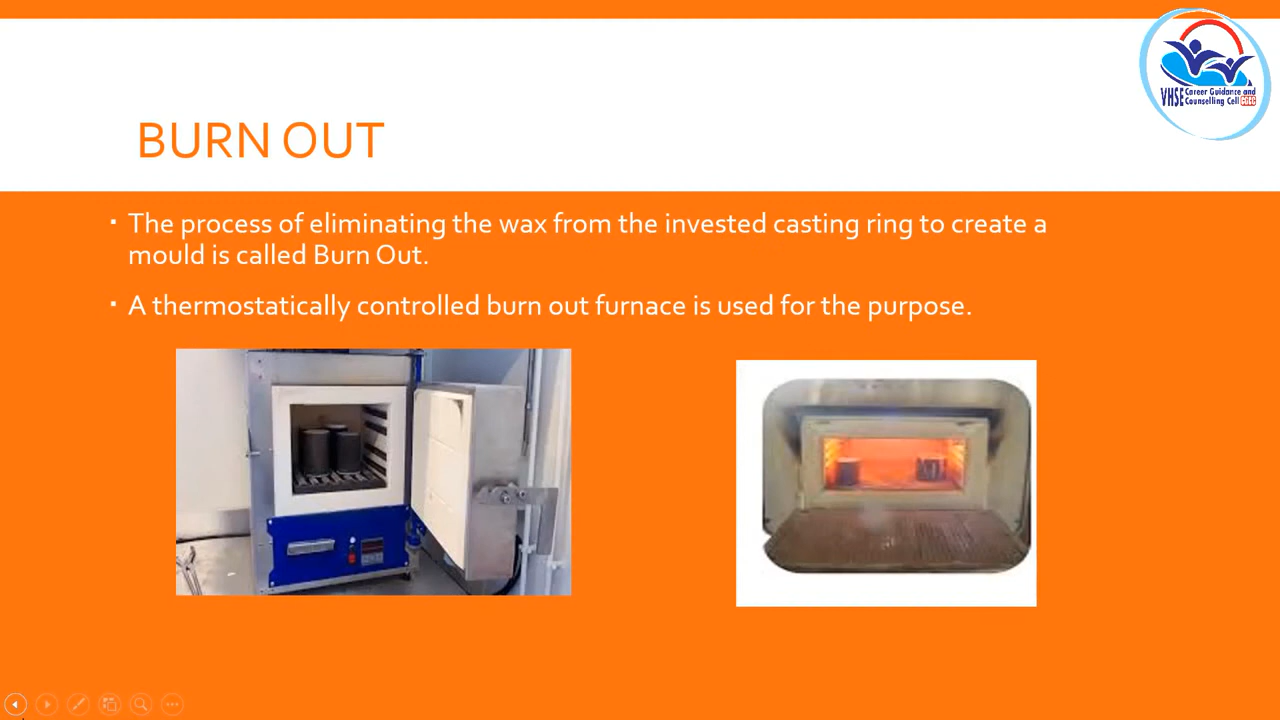 VHSE Career Guidance and
Counselling Cell CGCC
BURN OUT
▪ The process of eliminating the wax from the invested casting ring to create a
mould is called Burn Out.
▪ A thermostatically controlled burn out furnace is used for the purpose.